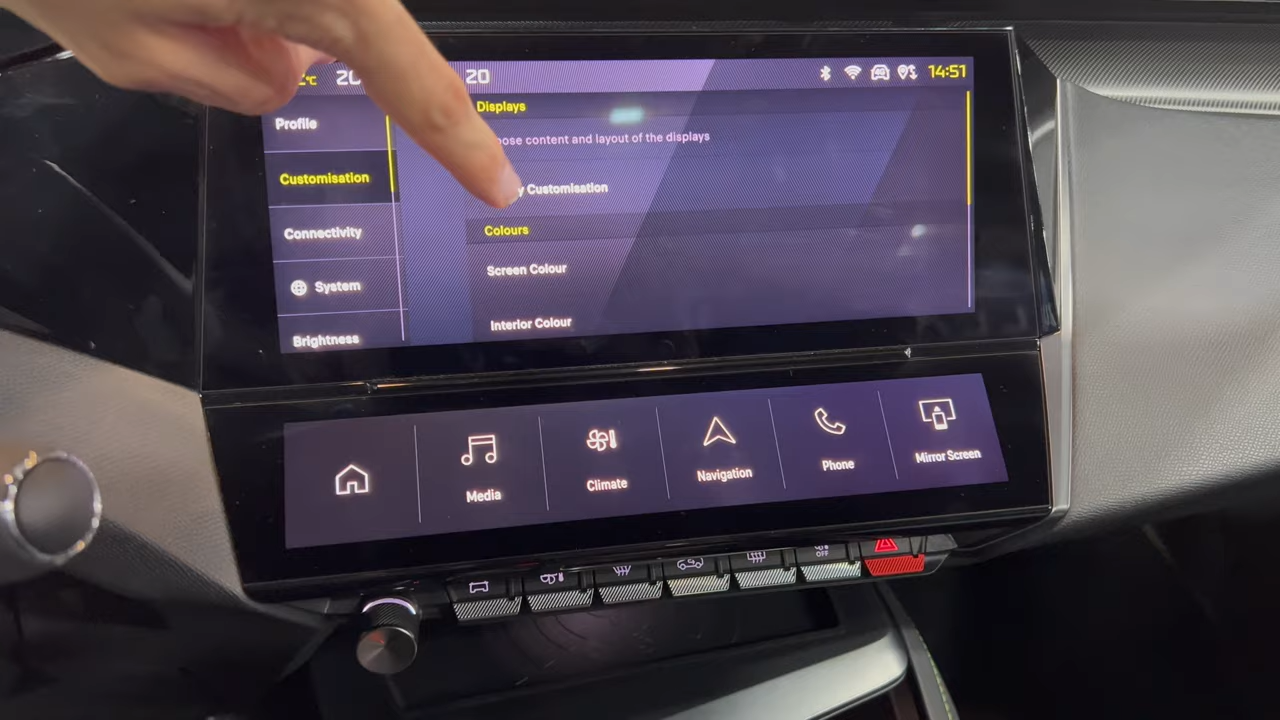 °C
20
14:51
Profile
Displays
content and layout of the displays
Customisation
Customisation
Connectivity
Colours
System
Screen Colour
Brightness
Interior Colour
Media
Climate
Navigation
Phone
Mirror Screen
OFF